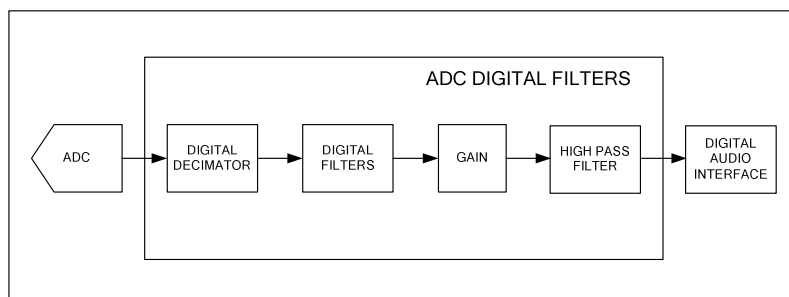 ADC DIGITAL FILTERS
ADC
DIGITAL
DECIMATOR
DIGITAL
FILTERS
GAIN
HIGH PASS
FILTER
DIGITAL
AUDIO
INTERFACE